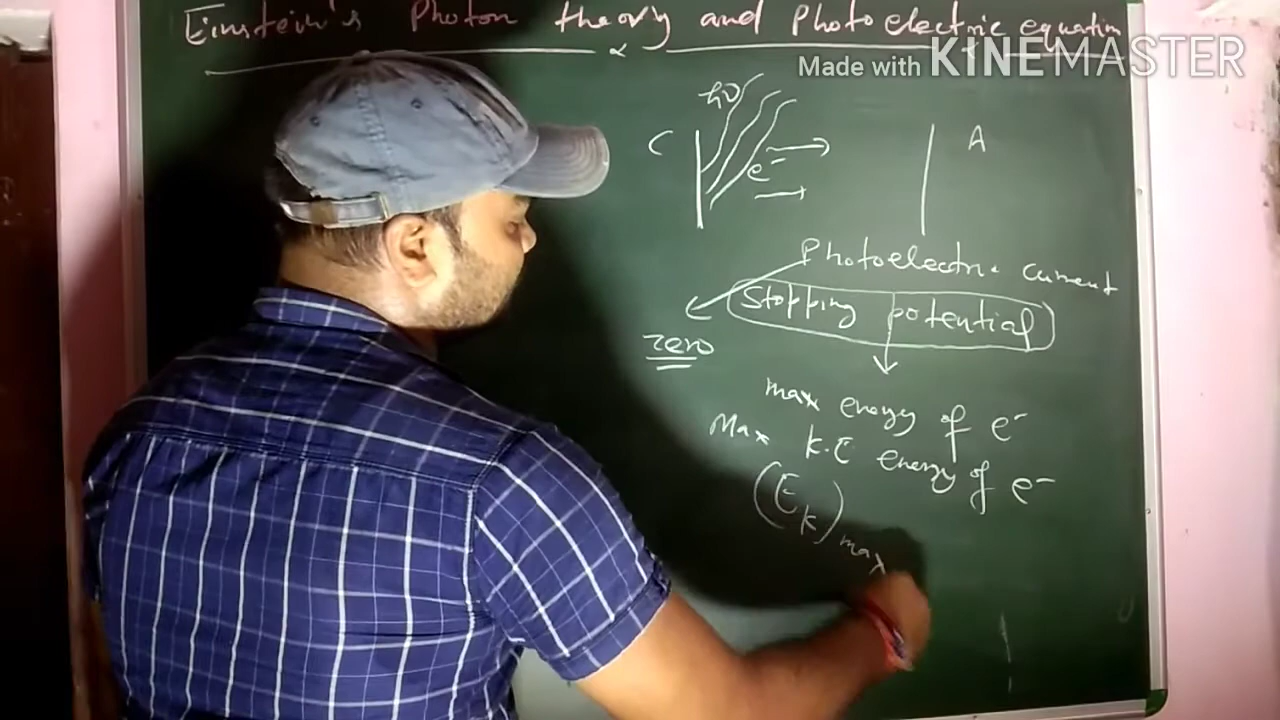 Einstein's Photon theory and Photoelectric equation
Made with KINEMASTER
hν
C
A
e⁻
Photoelectric current
Stopping potential
zero
max energy of e⁻
Max K.E energy of e⁻
(E_k)max